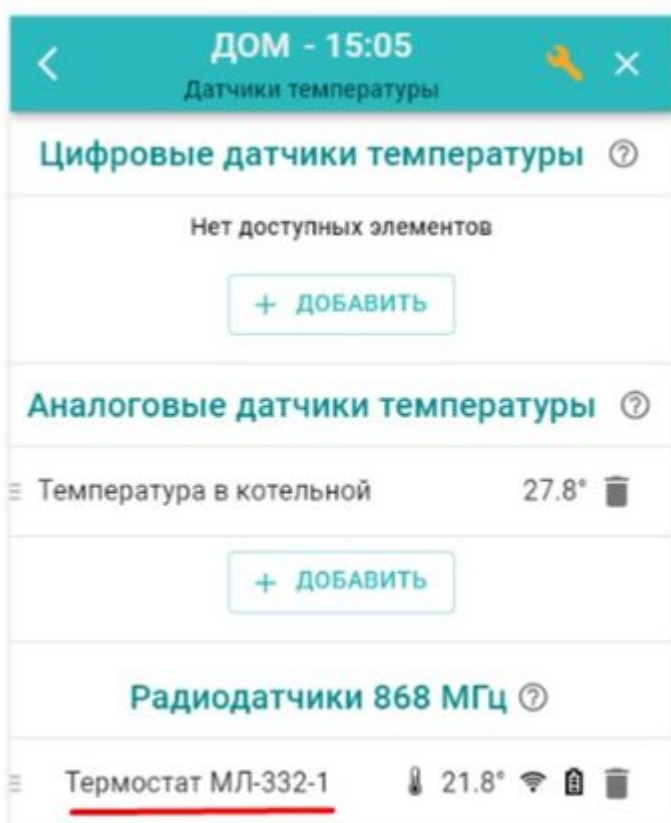 ДОМ - 15:05
Датчики температуры
Цифровые датчики температуры ?
Нет доступных элементов
+ ДОБАВИТЬ
Аналоговые датчики температуры ?
Температура в котельной 27.8°
+ ДОБАВИТЬ
Радиодатчики 868 МГц ?
Термостат МЛ-332-1 21.8°